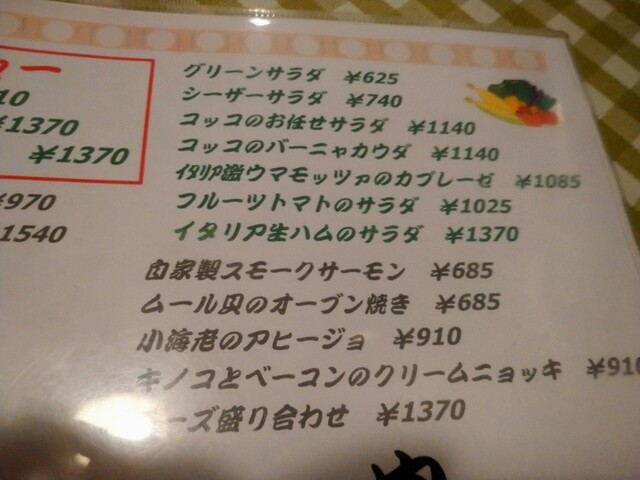 10
¥1370
¥1370
¥970
1540
グリーンサラダ ¥625
シーザーサラダ ¥740
コッコのお任せサラダ ¥1140
コッコのバーニャカウダ ¥1140
イタリア激ウマモッツァのカプレーゼ ¥1085
フルーツトマトのサラダ ¥1025
イタリア生ハムのサラダ ¥1370
自家製スモークサーモン ¥685
ムール貝のオーブン焼き ¥685
小海老のアヒージョ ¥910
キノコとベーコンのクリームニョッキ ¥910
ーズ盛り合わせ ¥1370